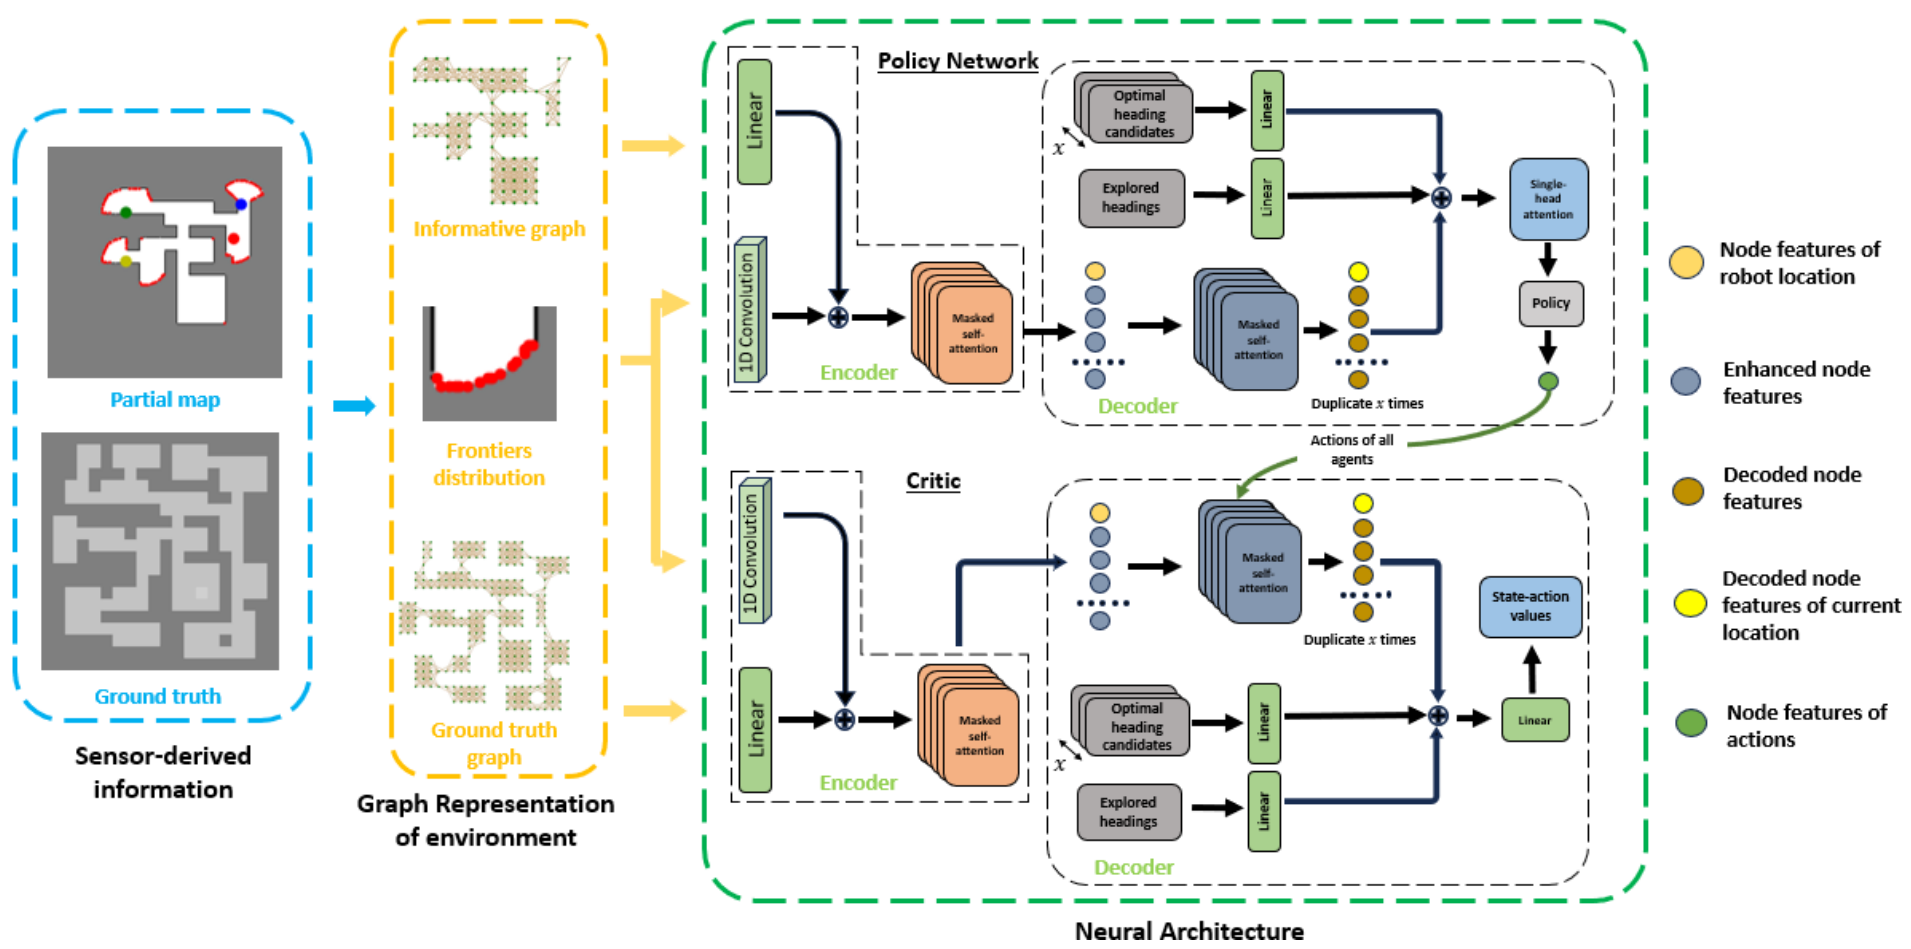 Partial map
Ground truth
Sensor-derived
information
Informative graph
Frontiers
distribution
Ground truth
graph
Graph Representation
of environment
Policy Network
Linear
1D Convolution
Masked
self-
attention
Encoder
Optimal
heading
candidates
x
Linear
Explored
headings
Linear
Masked
self-
attention
Duplicate x times
Decoder
Single-
head
attention
Policy
Actions of all
agents
Critic
1D Convolution
Linear
Masked
self-
attention
Encoder
Masked
self-
attention
Duplicate x times
Optimal
heading
candidates
x
Linear
Explored
headings
Linear
Decoder
State-action
values
Linear
Neural Architecture
Node features of
robot location
Enhanced node
features
Decoded node
features
Decoded node
features of current
location
Node features of
actions